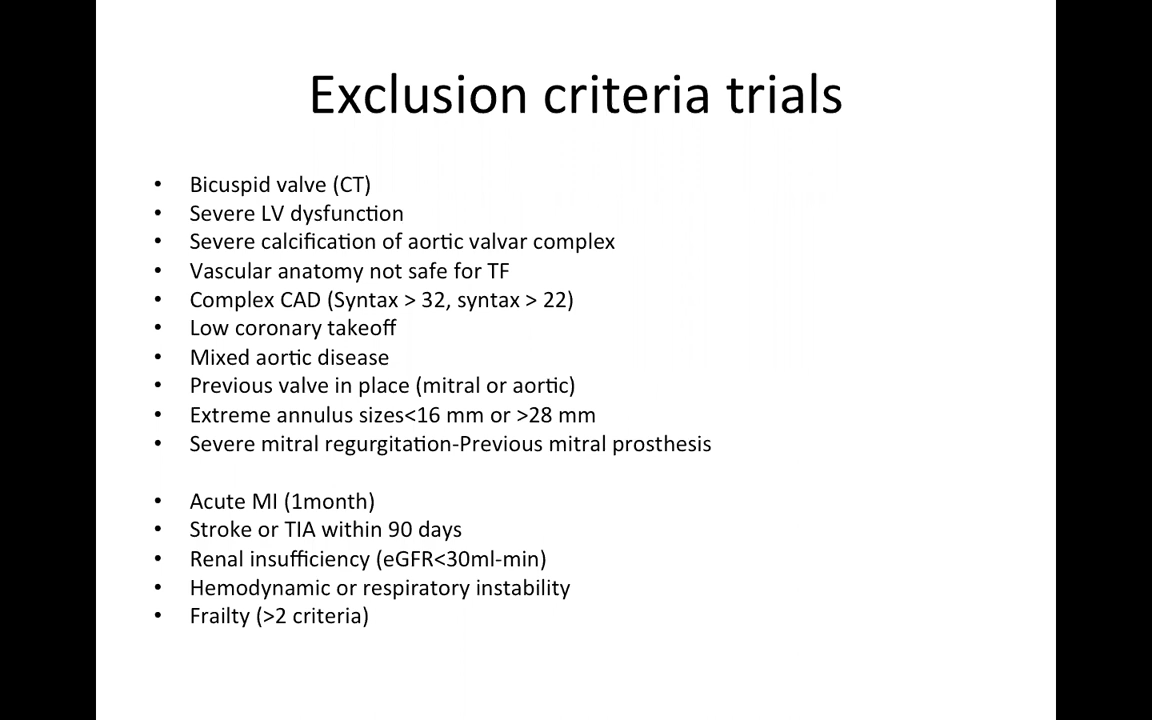 Exclusion criteria trials
• Bicuspid valve (CT)
• Severe LV dysfunction
• Severe calcification of aortic valvar complex
• Vascular anatomy not safe for TF
• Complex CAD (Syntax > 32, syntax > 22)
• Low coronary takeoff
• Mixed aortic disease
• Previous valve in place (mitral or aortic)
• Extreme annulus sizes<16 mm or >28 mm
• Severe mitral regurgitation-Previous mitral prosthesis
• Acute MI (1month)
• Stroke or TIA within 90 days
• Renal insufficiency (eGFR<30ml-min)
• Hemodynamic or respiratory instability
• Frailty (>2 criteria)